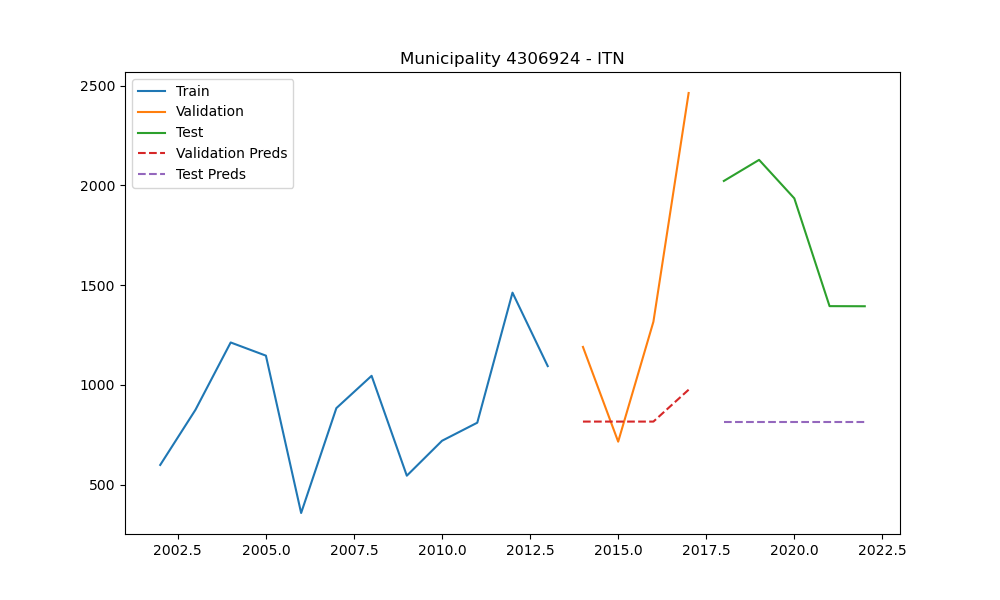 Municipality 4306924 - ITN
Train
Validation
Test
Validation Preds
Test Preds
2500
2000
1500
1000
500
2002.5 2005.0 2007.5 2010.0 2012.5 2015.0 2017.5 2020.0 2022.5